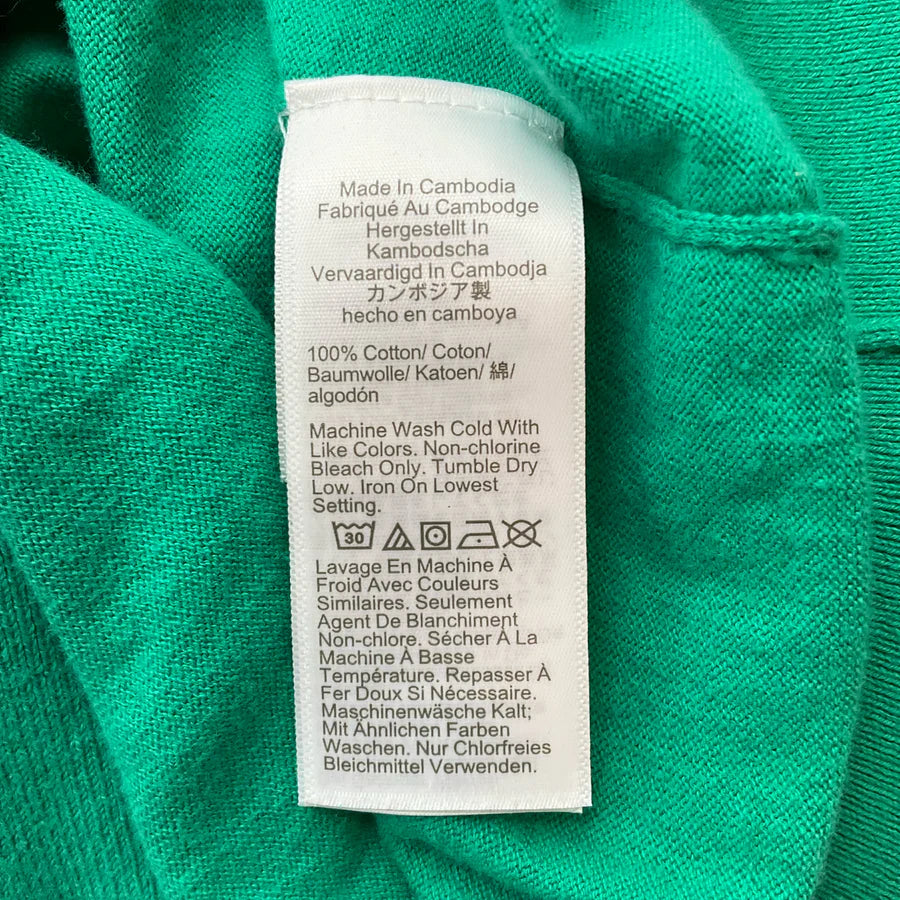 Made In Cambodia
Fabriqué Au Cambodge
Hergestellt In
Kambodscha
Vervaardigd In Cambodja
カンボジア製
hecho en camboya
100% Cotton/ Coton/
Baumwolle/ Katoen/ 綿/
algodón
Machine Wash Cold With
Like Colors. Non-chlorine
Bleach Only. Tumble Dry
Low. Iron On Lowest
Setting.
30
Lavage En Machine À
Froid Avec Couleurs
Similaires. Seulement
Agent De Blanchiment
Non-chlore. Sécher À La
Machine À Basse
Température. Repasser À
Fer Doux Si Nécessaire.
Maschinenwäsche Kalt;
Mit Ähnlichen Farben
Waschen. Nur Chlorfreies
Bleichmittel Verwenden.